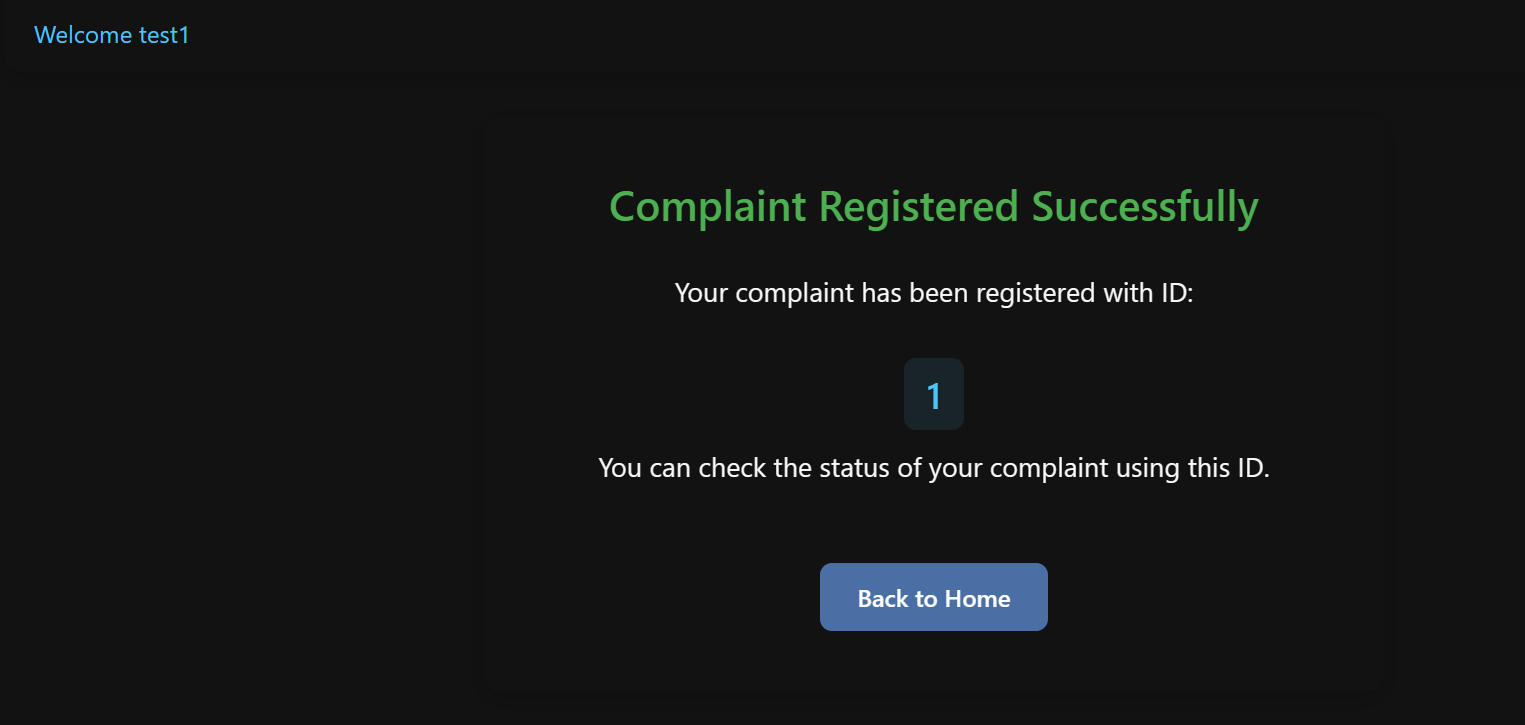 Welcome test1
Complaint Registered Successfully
Your complaint has been registered with ID:
1
You can check the status of your complaint using this ID.
Back to Home